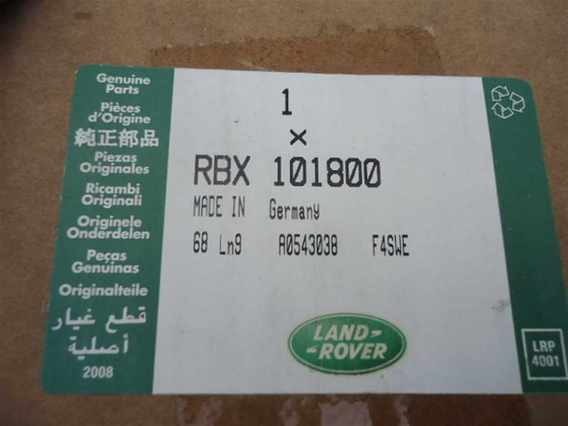 Genuine
Parts
Pièces
d'Origine
純正部品
Piezas
Originales
Ricambi
Originali
Originele
Onderdelen
Peças
Genuínas
Originalteile
قطع غيار
أصلية
2008
1
×
RBX 101800
MADE IN Germany
68 Ln9 A0543038 F4SWE
LAND-
-ROVER
LRP
4001